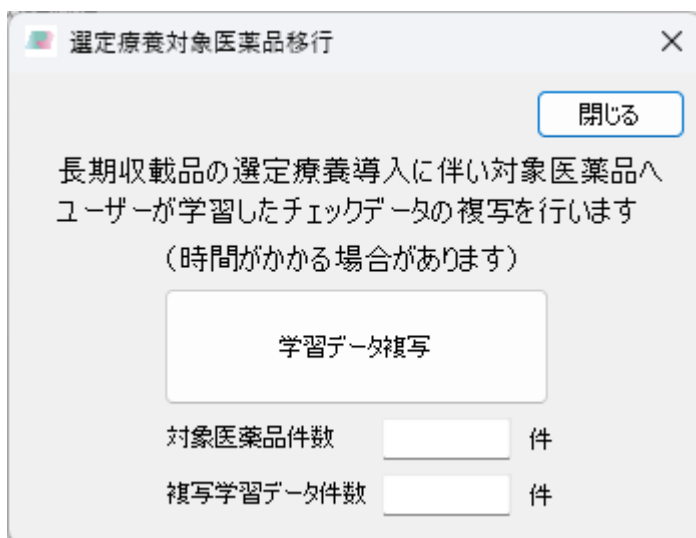 選定療養対象医薬品移行
閉じる
長期収載品の選定療養導入に伴い対象医薬品へ
ユーザーが学習したチェックデータの複写を行います
（時間がかかる場合があります）
学習データ複写
対象医薬品件数 件
複写学習データ件数 件